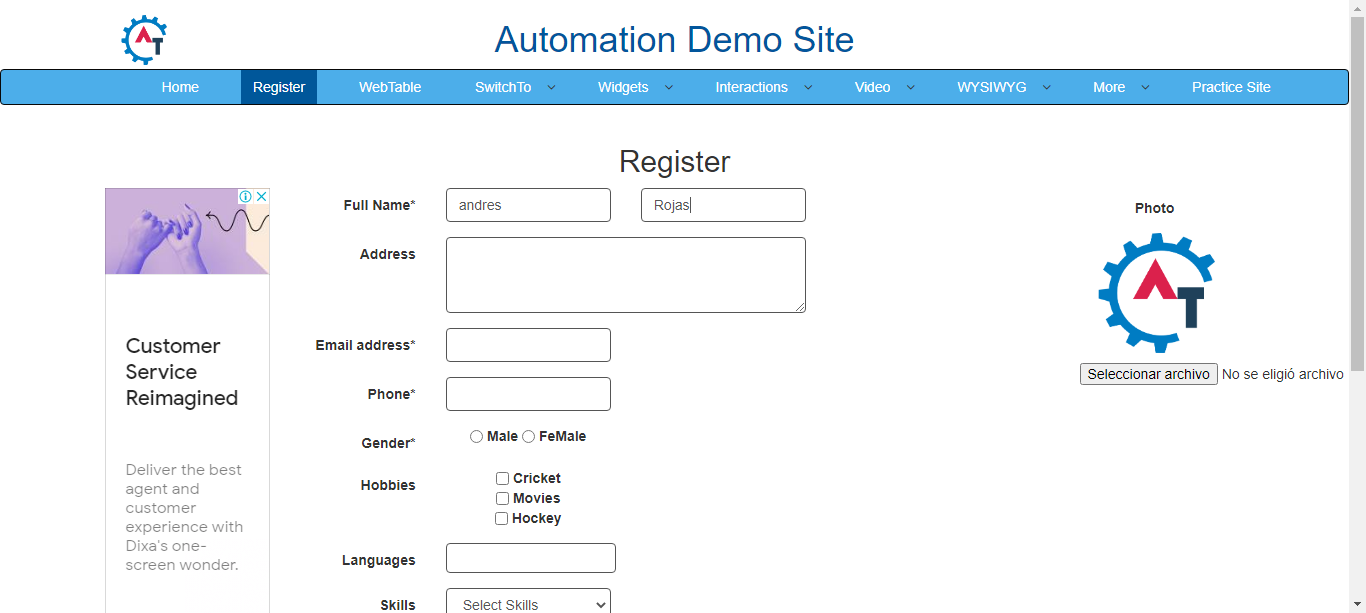 AT
Automation Demo Site
Home Register WebTable SwitchTo Widgets Interactions Video WYSIWYG More Practice Site
Register
Full Name* andres Rojas
Photo
Address
AT
Customer
Service
Reimagined
Email address*
Seleccionar archivo No se eligió archivo
Phone*
Gender* Male FeMale
Deliver the best
agent and
customer
experience with
Dixa's one-
screen wonder.
Hobbies Cricket
Movies
Hockey
Languages
Skills Select Skills